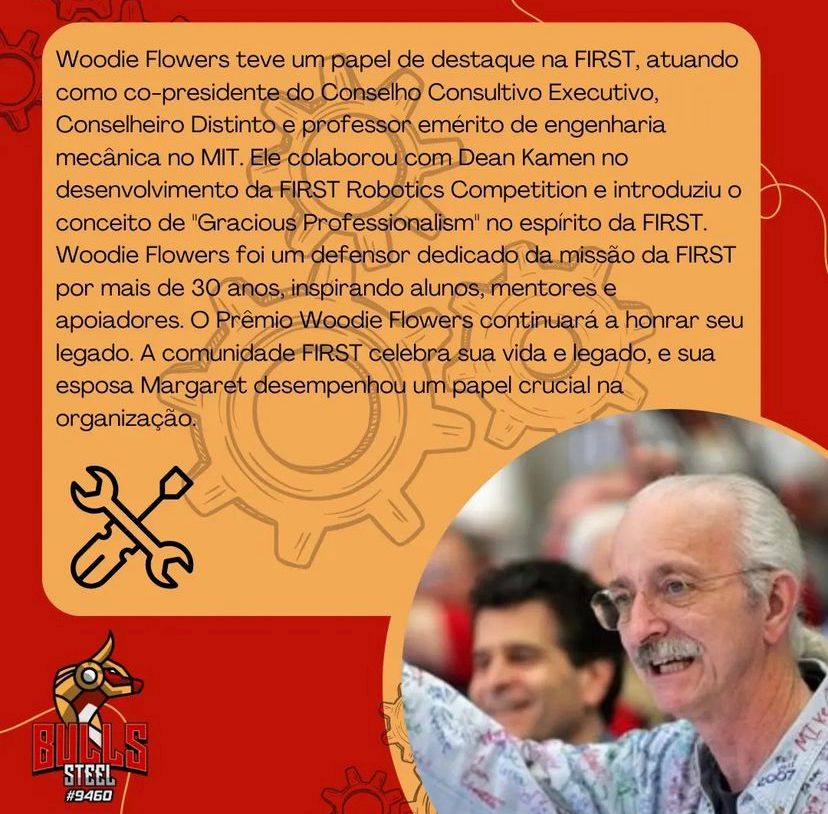 Woodie Flowers teve um papel de destaque na FIRST, atuando
como co-presidente do Conselho Consultivo Executivo,
Conselheiro Distinto e professor emérito de engenharia
mecânica no MIT. Ele colaborou com Dean Kamen no
desenvolvimento da FIRST Robotics Competition e introduziu o
conceito de "Gracious Professionalism" no espírito da FIRST.
Woodie Flowers foi um defensor dedicado da missão da FIRST
por mais de 30 anos, inspirando alunos, mentores e
apoiadores. O Prêmio Woodie Flowers continuará a honrar seu
legado. A comunidade FIRST celebra sua vida e legado, e sua
esposa Margaret desempenhou um papel crucial na
organização.
BULLS
STEEL
#9460
2007